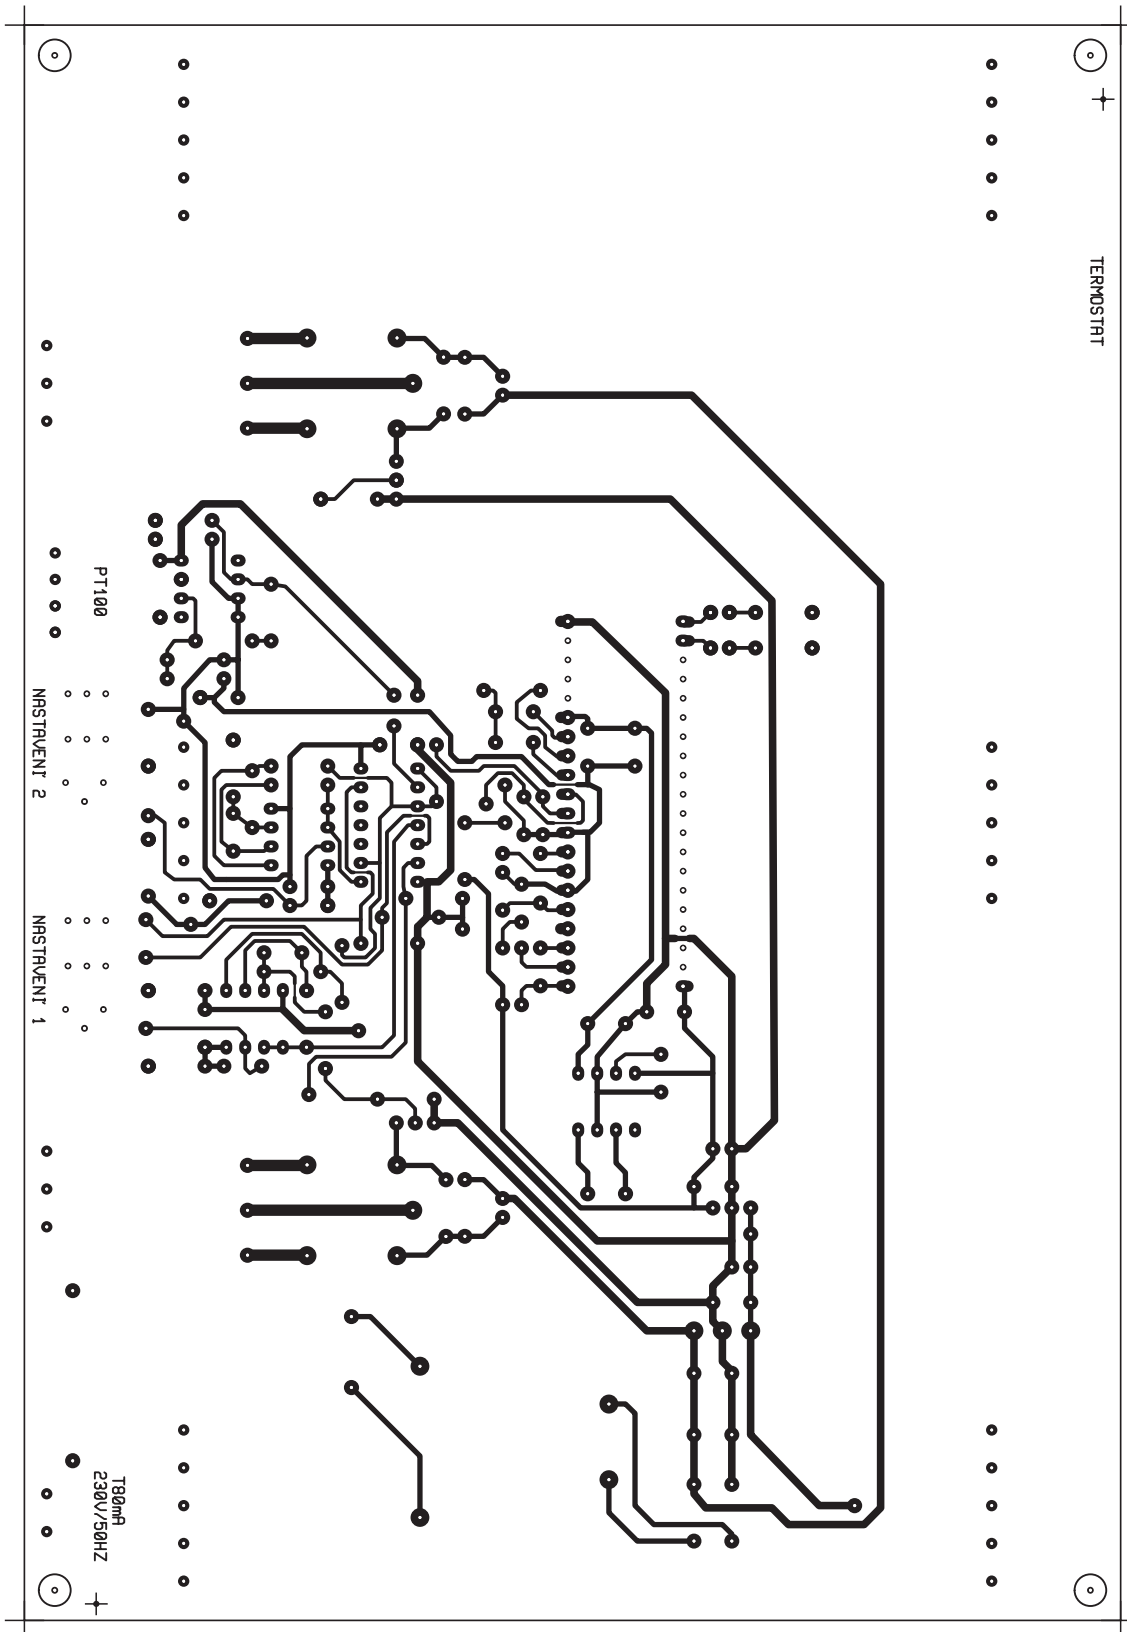 TERMOSTAT
PT100
NASTAVENI' 2
NASTAVENI' 1
T80mA
230V/50HZ